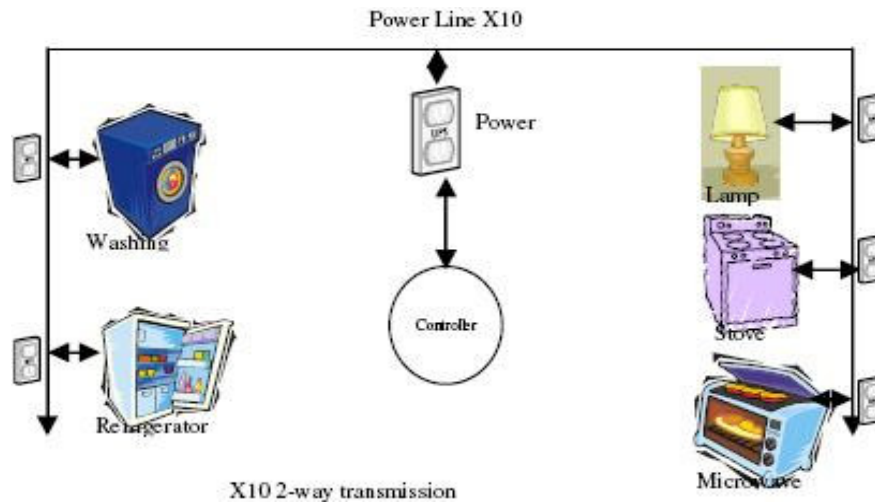 Power Line X10
Power
Lamp
Washing
Stove
Controller
Refrigerator
Microwave
X10 2-way transmission